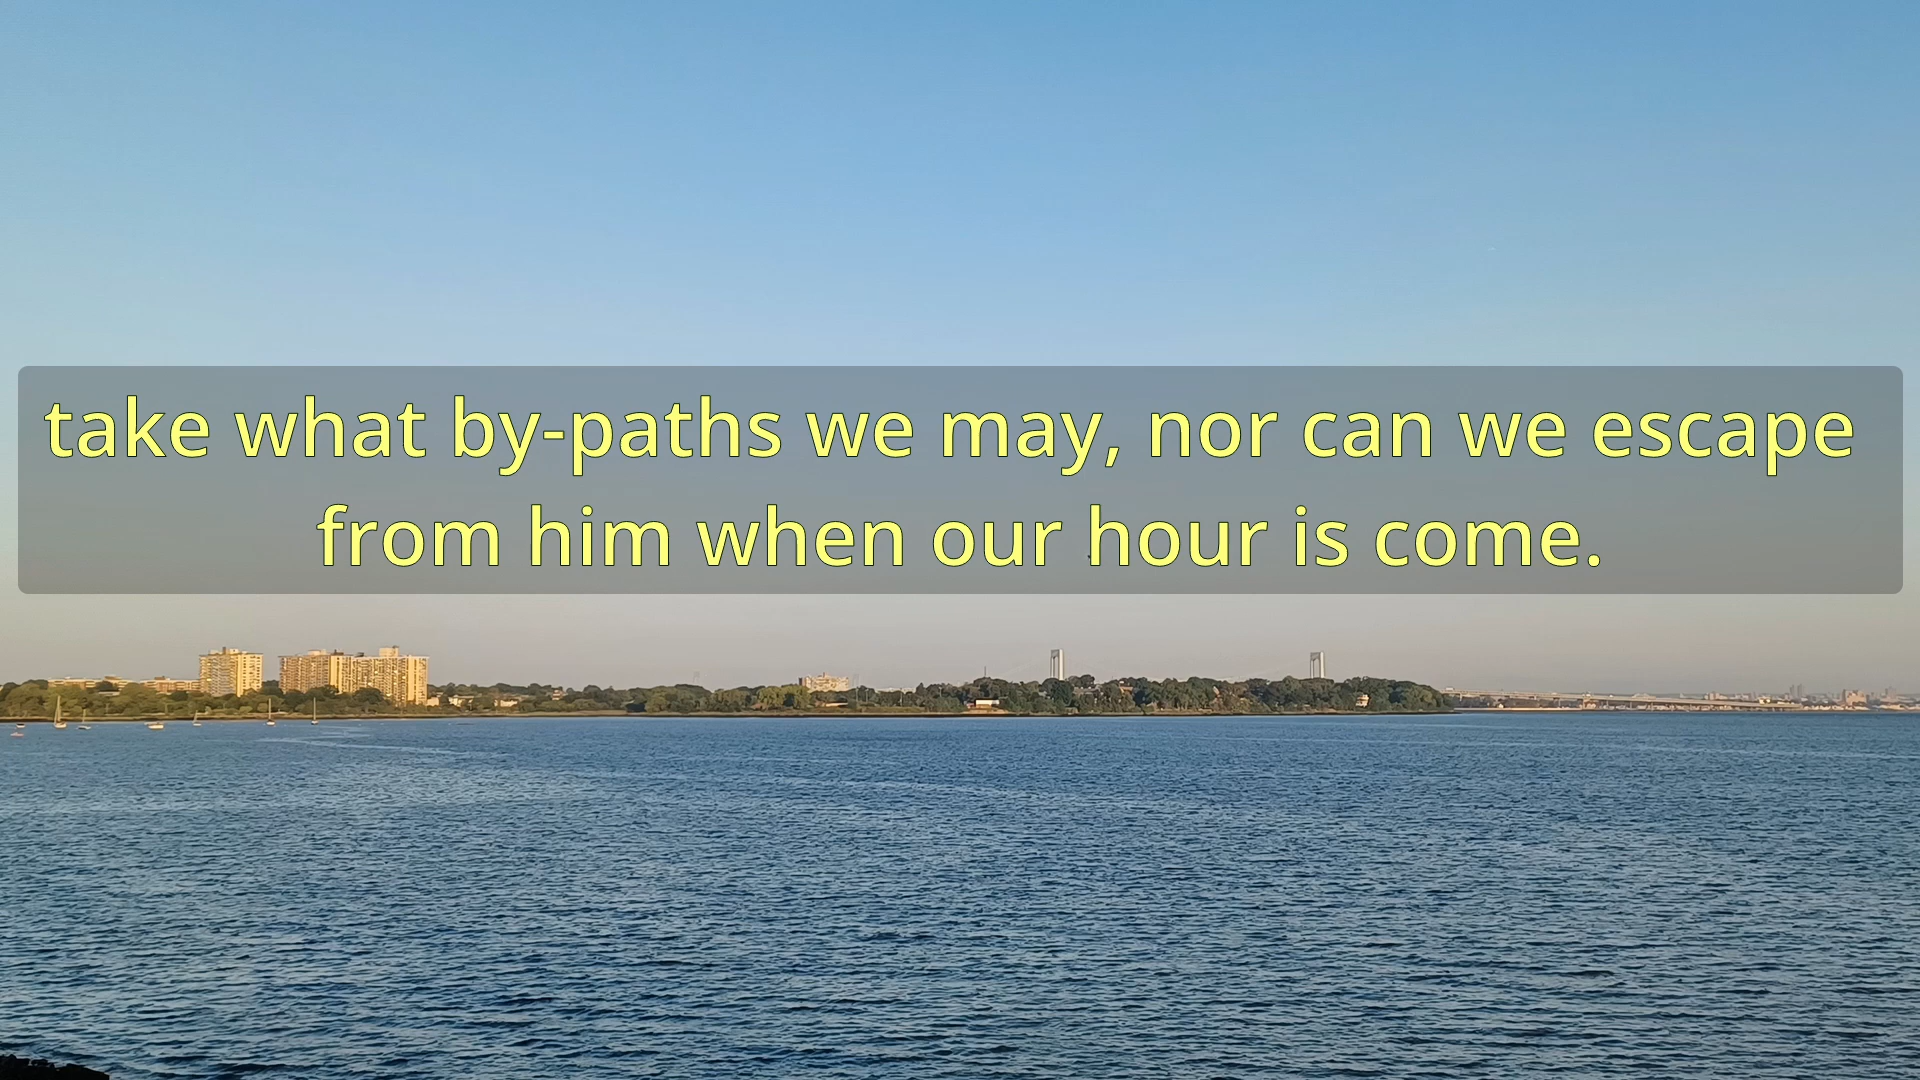 take what by-paths we may, nor can we escape
from him when our hour is come.